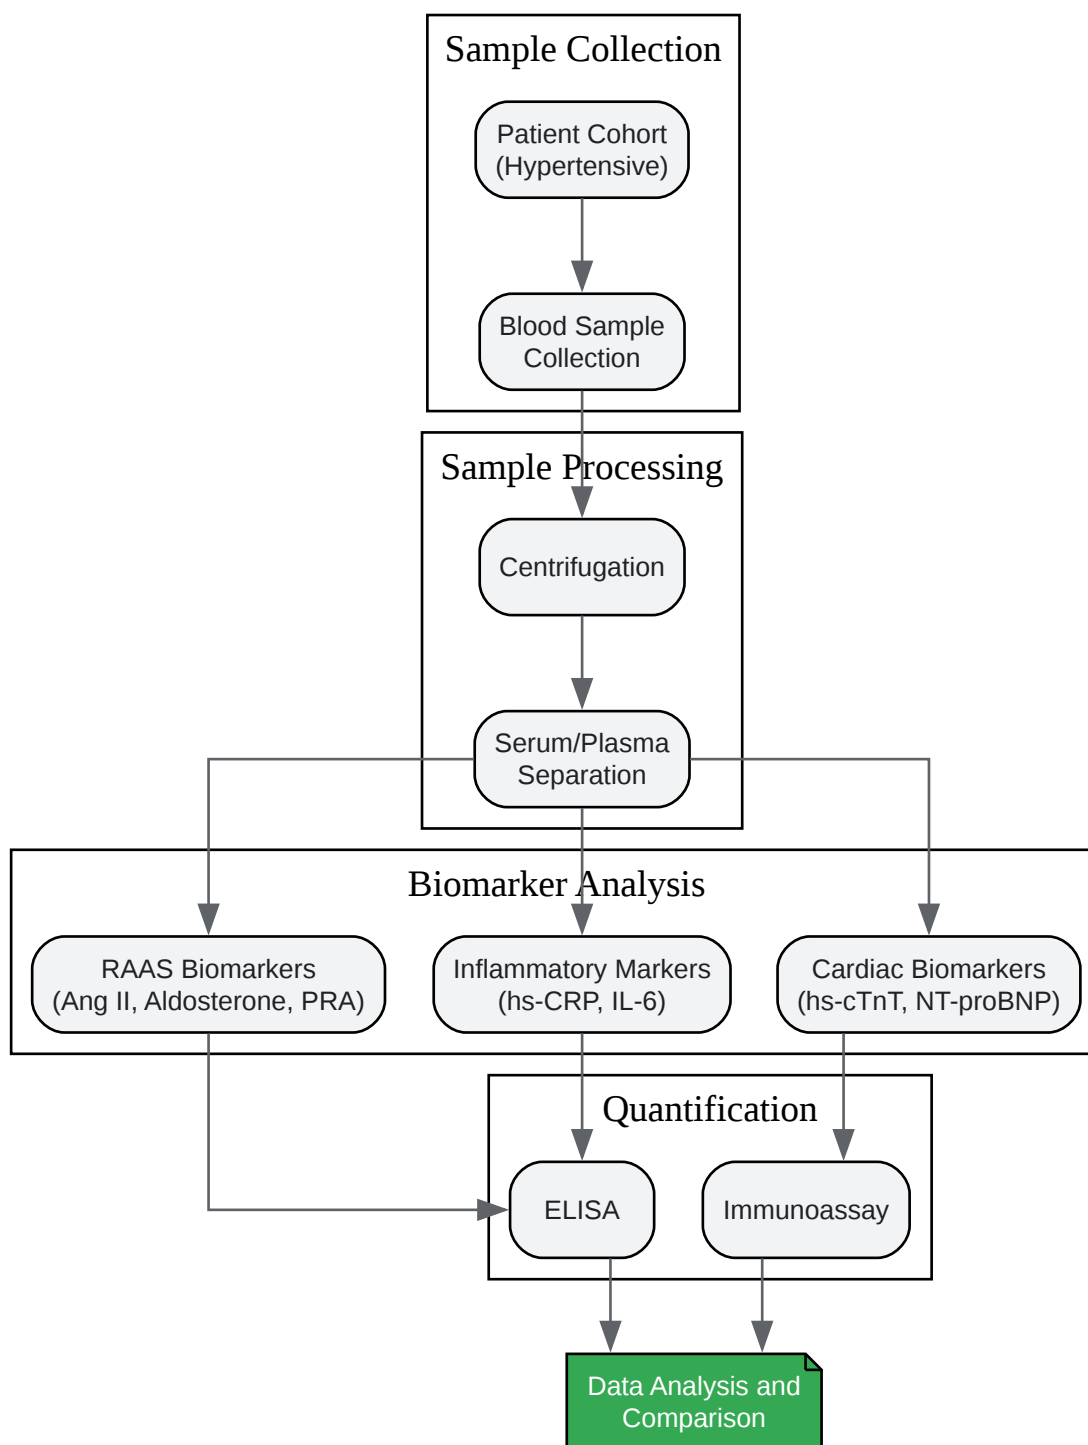 Sample Collection
Patient Cohort
(Hypertensive)
Blood Sample
Collection
Sample Processing
Centrifugation
Serum/Plasma
Separation
Biomarker Analysis
RAAS Biomarkers
(Ang II, Aldosterone, PRA)
Inflammatory Markers
(hs-CRP, IL-6)
Cardiac Biomarkers
(hs-cTnT, NT-proBNP)
Quantification
ELISA
Immunoassay
Data Analysis and
Comparison